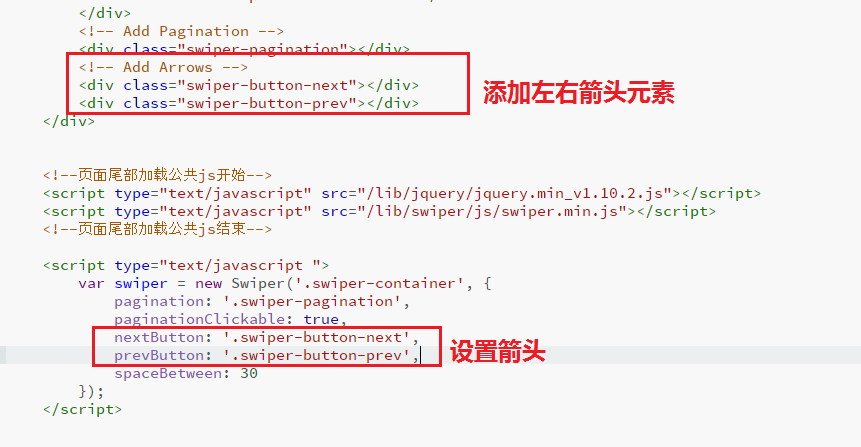 </div>
<!-- Add Pagination -->
<div class="swiper-pagination"></div>
<!-- Add Arrows -->
<div class="swiper-button-next"></div>
添加左右箭头元素
<div class="swiper-button-prev"></div>
</div>
<!--页面尾部加载公共js开始-->
<script type="text/javascript" src="/lib/jquery/jquery.min_v1.10.2.js"></script>
<script type="text/javascript" src="/lib/swiper/js/swiper.min.js"></script>
<!--页面尾部加载公共js结束-->
<script type="text/javascript ">
var swiper = new Swiper('.swiper-container', {
pagination: '.swiper-pagination',
paginationClickable: true,
nextButton: '.swiper-button-next',
prevButton: '.swiper-button-prev',
设置箭头
spaceBetween: 30
});
</script>